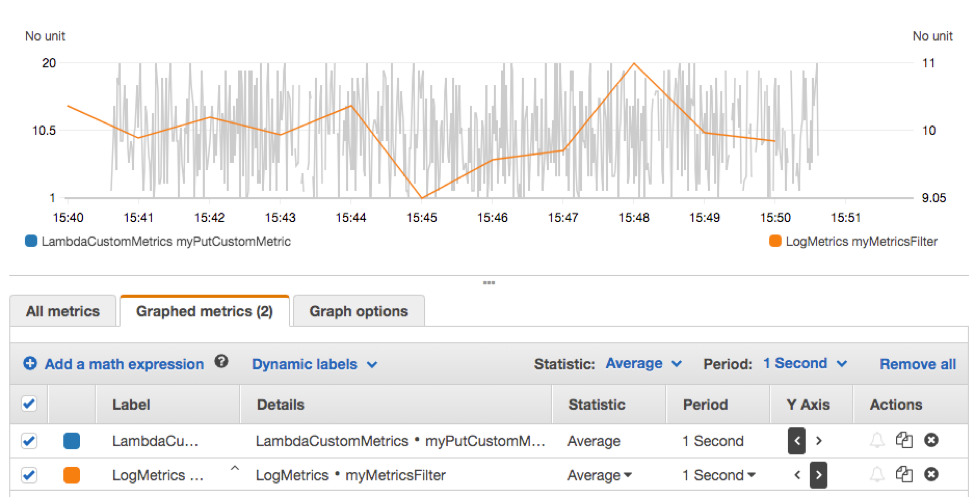 No unit No unit
20 11
10.5 10
1 9.05
15:40 15:41 15:42 15:43 15:44 15:45 15:46 15:47 15:48 15:49 15:50 15:51
LambdaCustomMetrics myPutCustomMetric LogMetrics myMetricsFilter
All metrics Graphed metrics (2) Graph options
Add a math expression ? Dynamic labels Statistic: Average Period: 1 Second Remove all
Label Details Statistic Period Y Axis Actions
LambdaCu... LambdaCustomMetrics • myPutCustomM... Average 1 Second < >
LogMetrics ... LogMetrics • myMetricsFilter Average 1 Second < >